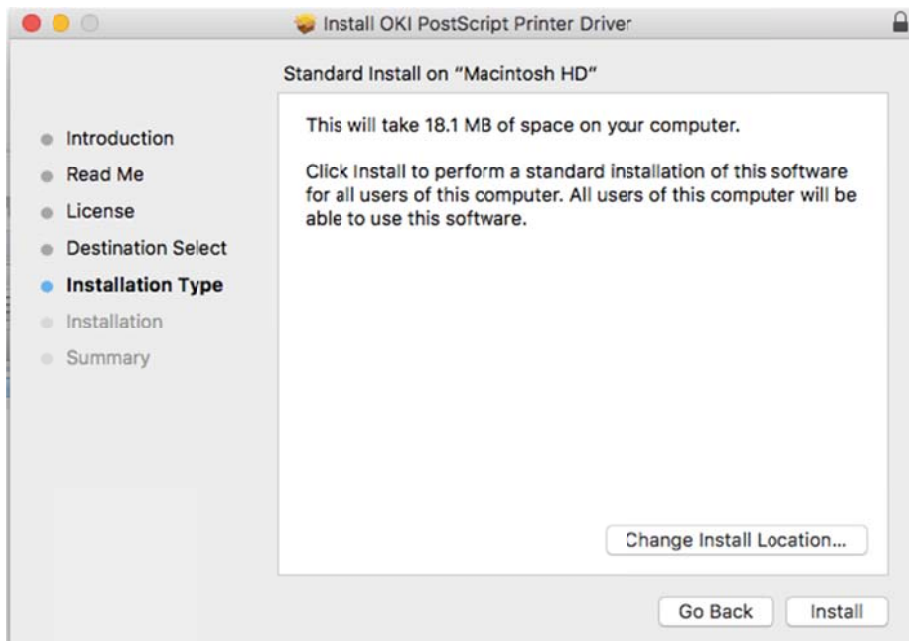 Install OKI PostScript Printer Driver
Standard Install on “Macintosh HD“
Introduction
Read Me
License
Destination Select
Installation Type
Installation
Summary
This will take 18.1 MB of space on your computer.
Click Install to perform a standard installation of this software
for all users of this computer. All users of this computer will be
able to use this software.
Change Install Location...
Go Back
Install